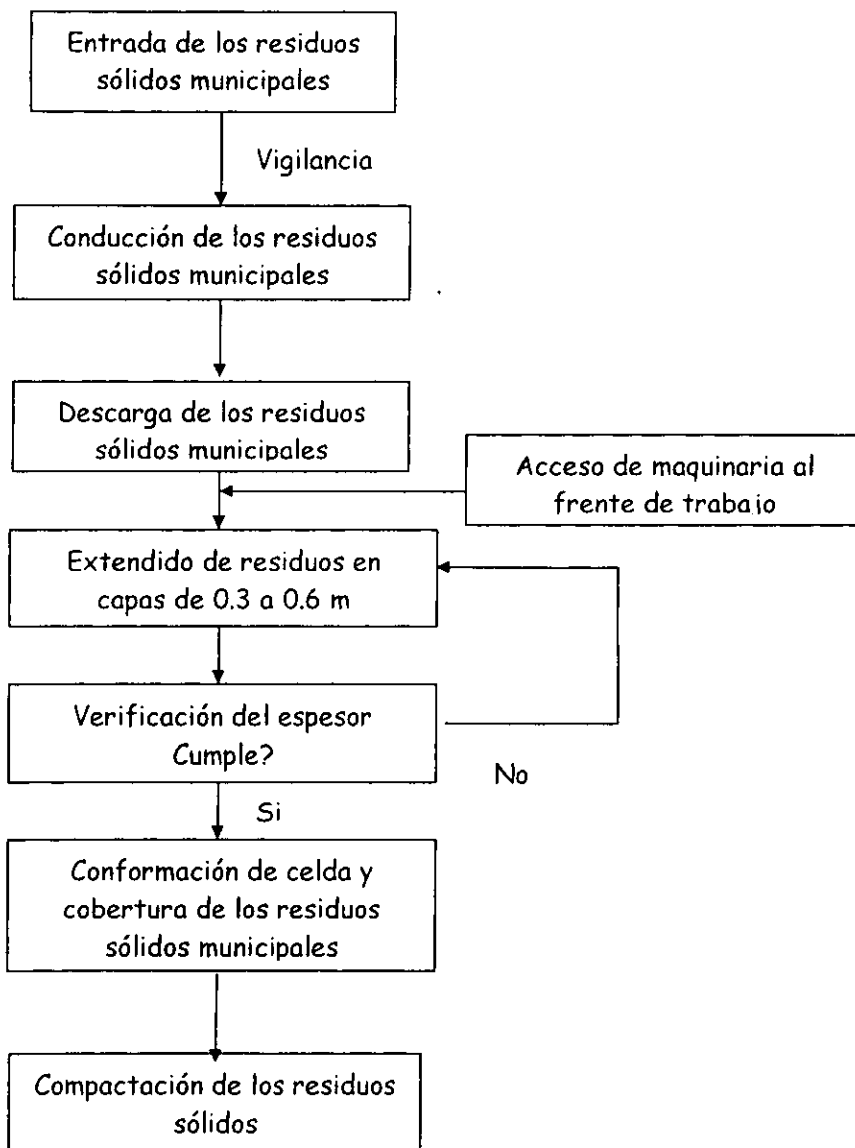 Entrada de los residuos
sólidos municipales
Vigilancia
Conducción de los residuos
sólidos municipales
Descarga de los residuos
sólidos municipales
Acceso de maquinaria al
frente de trabajo
Extendido de residuos en
capas de 0.3 a 0.6 m
Verificación del espesor
Cumple?
No
Si
Conformación de celda y
cobertura de los residuos
sólidos municipales
Compactación de los residuos
sólidos